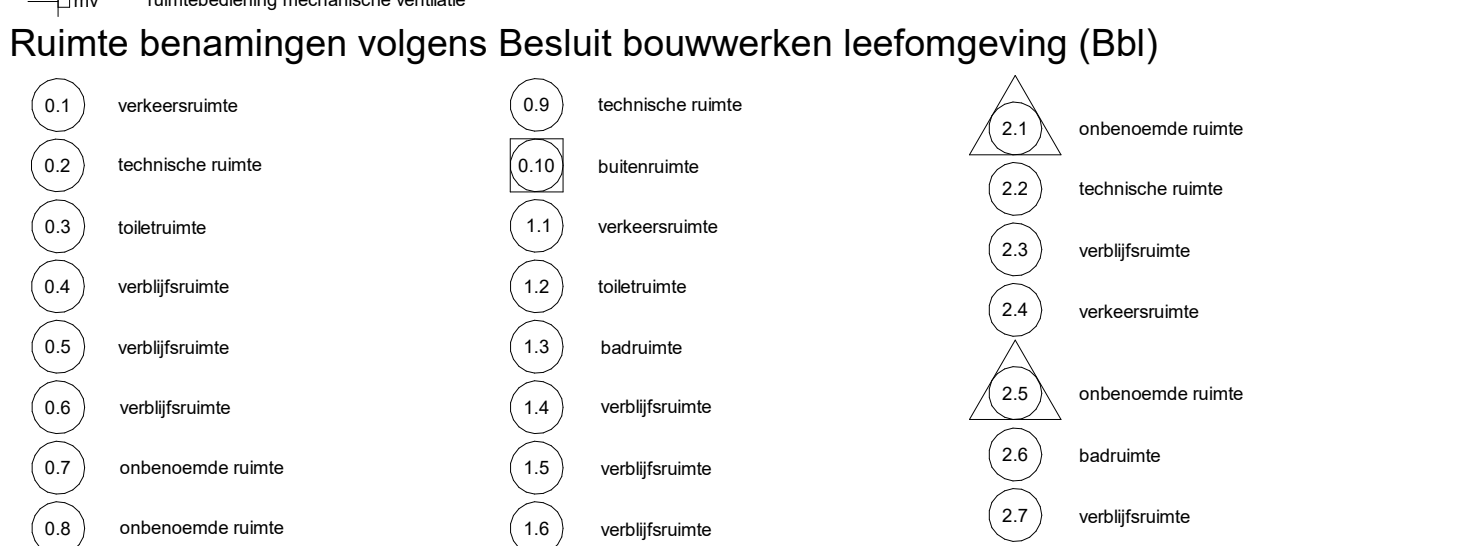 mv ruimtebediening mechanische ventilatie
Ruimte benamingen volgens Besluit bouwwerken leefomgeving (Bbl)
0.1 verkeersruimte
0.2 technische ruimte
0.3 toiletruimte
0.4 verblijfsruimte
0.5 verblijfsruimte
0.6 verblijfsruimte
0.7 onbenoemde ruimte
0.8 onbenoemde ruimte
0.9 technische ruimte
0.10 buitenruimte
1.1 verkeersruimte
1.2 toiletruimte
1.3 badruimte
1.4 verblijfsruimte
1.5 verblijfsruimte
1.6 verblijfsruimte
2.1 onbenoemde ruimte
2.2 technische ruimte
2.3 verblijfsruimte
2.4 verkeersruimte
2.5 onbenoemde ruimte
2.6 badruimte
2.7 verblijfsruimte